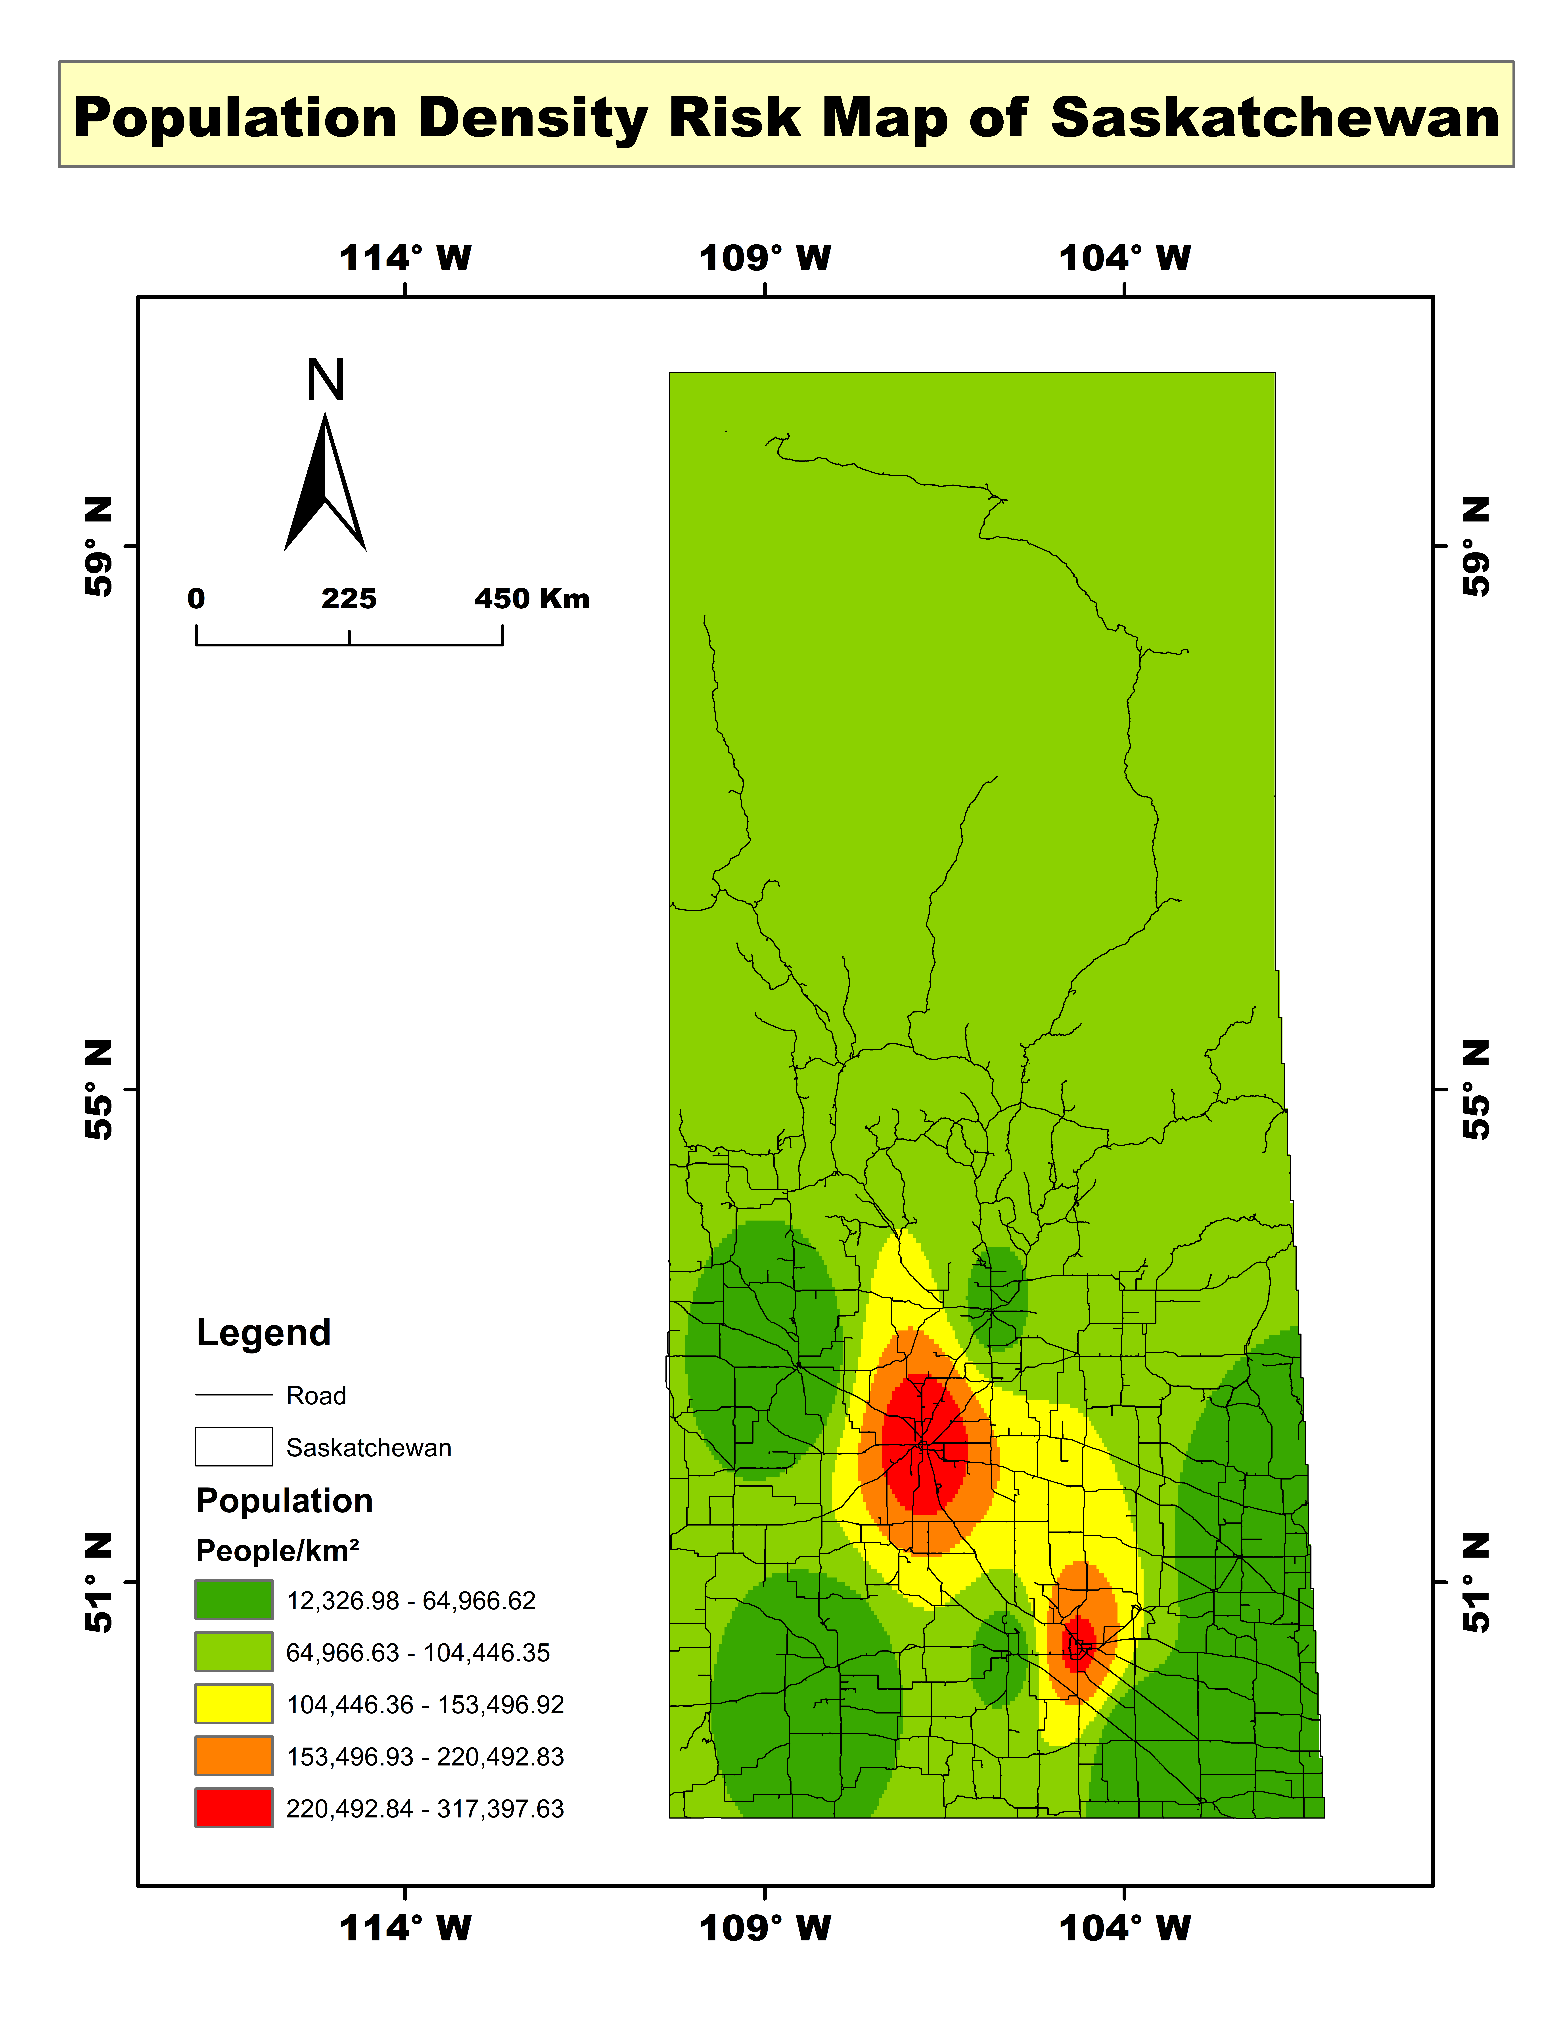 Population Density Risk Map of Saskatchewan
114° W 109° W 104° W
N
59° N 59° N
0 225 450 Km
55° N 55° N
Legend
Road
Saskatchewan
Population
People/km²
51° N 51° N
12,326.98 - 64,966.62
64,966.63 - 104,446.35
104,446.36 - 153,496.92
153,496.93 - 220,492.83
220,492.84 - 317,397.63
114° W 109° W 104° W